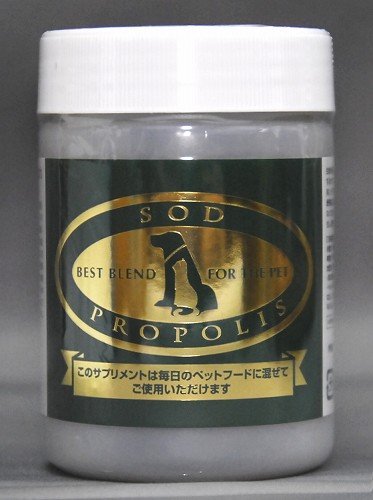 SOD
BEST BLEND FOR THE PET
PROPOLIS
このサプリメントは毎日のペットフードに混ぜて
ご使用いただけます